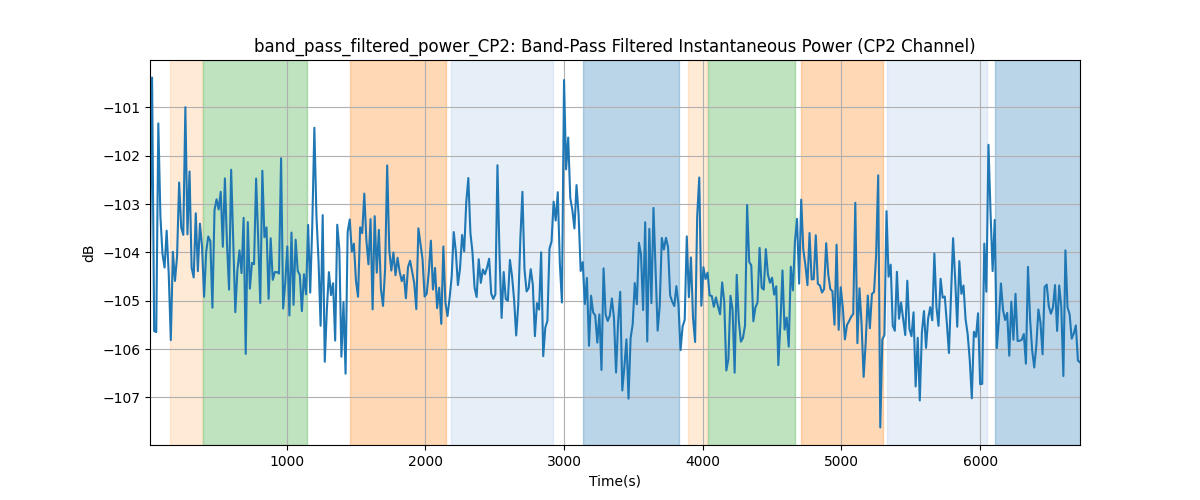 band_pass_filtered_power_CP2: Band-Pass Filtered Instantaneous Power (CP2 Channel)
−101
−102
−103
−104
−105
−106
−107
dB
1000 2000 3000 4000 5000 6000
Time(s)